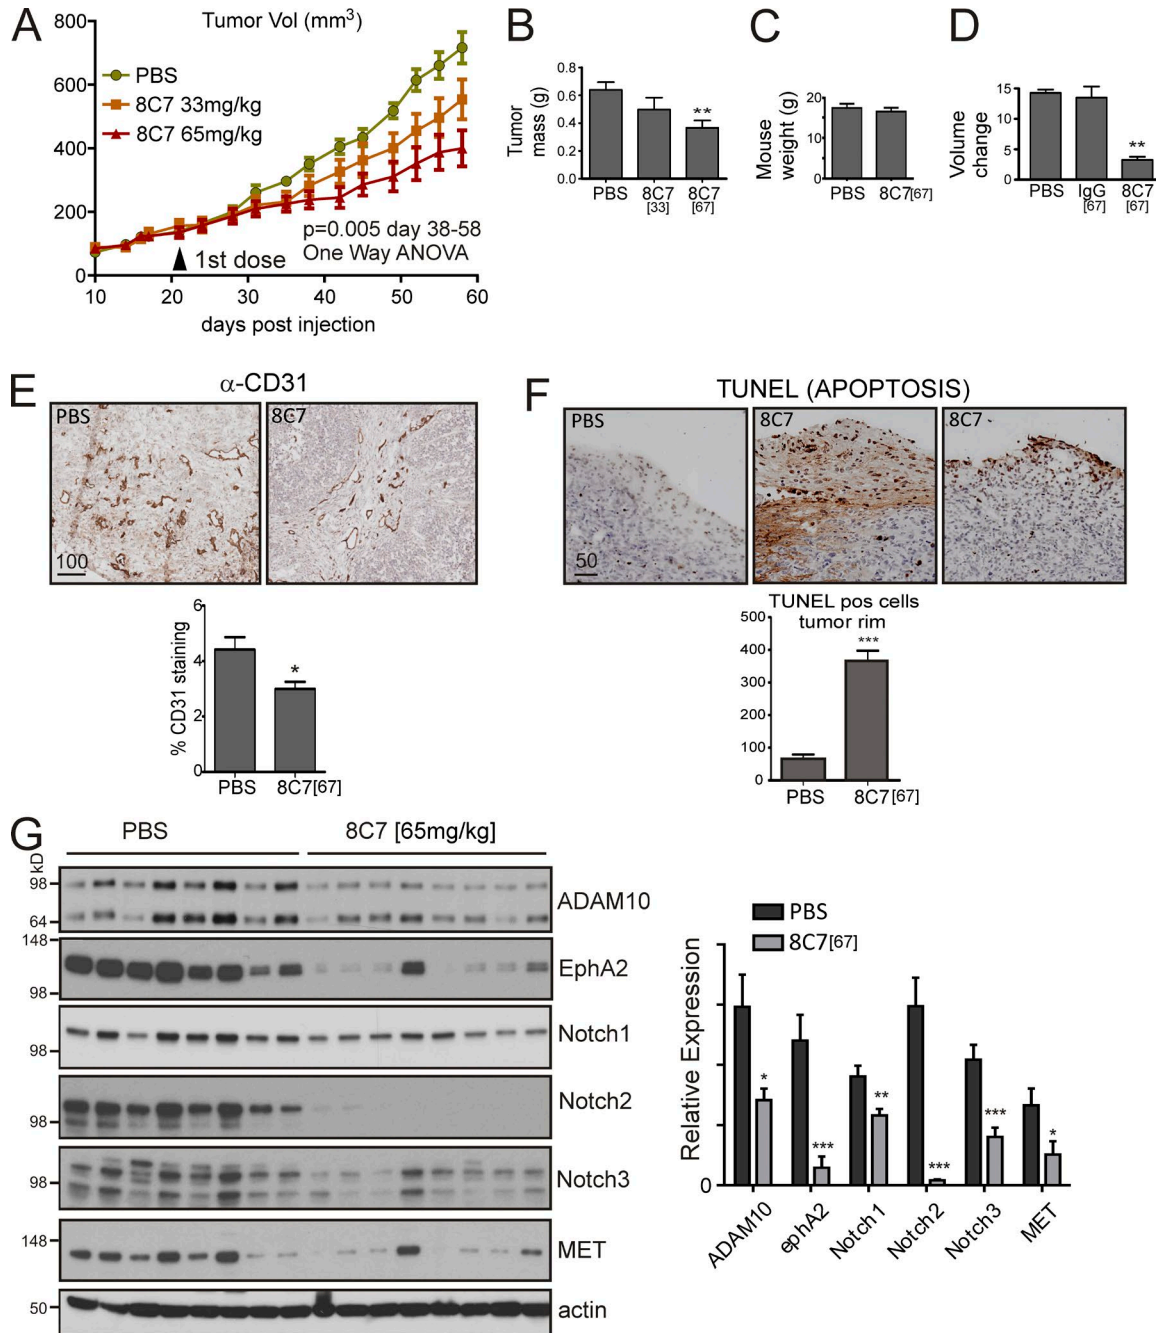 A
Tumor Vol (mm³)
800
600
400
200
0
PBS
8C7 33mg/kg
8C7 65mg/kg
p=0.005 day 38-58
One Way ANOVA
1st dose
10 20 30 40 50 60
days post injection
B
Tumor
mass (g)
0.8
0.6
0.4
0.2
0.0
**
PBS 8C7 8C7
[33] [67]
C
Mouse
weight (g)
20
10
0
PBS 8C7[67]
D
Volume
change
15
10
5
0
**
PBS IgG 8C7
[67] [67]
E
α-CD31
PBS
8C7
100
% CD31 staining
6
4
2
0
*
PBS 8C7[67]
F
TUNEL (APOPTOSIS)
PBS
8C7
8C7
50
TUNEL pos cells
tumor rim
500
400
300
200
100
0
***
PBS 8C7[67]
G
PBS 8C7 [65mg/kg]
kD
98
64
ADAM10
148
98
EphA2
98
Notch1
98
Notch2
98
Notch3
148
MET
50
actin
PBS
8C7[67]
Relative Expression
0
*
***
**
***
***
*
ADAM10 ephA2 Notch1 Notch2 Notch3 MET